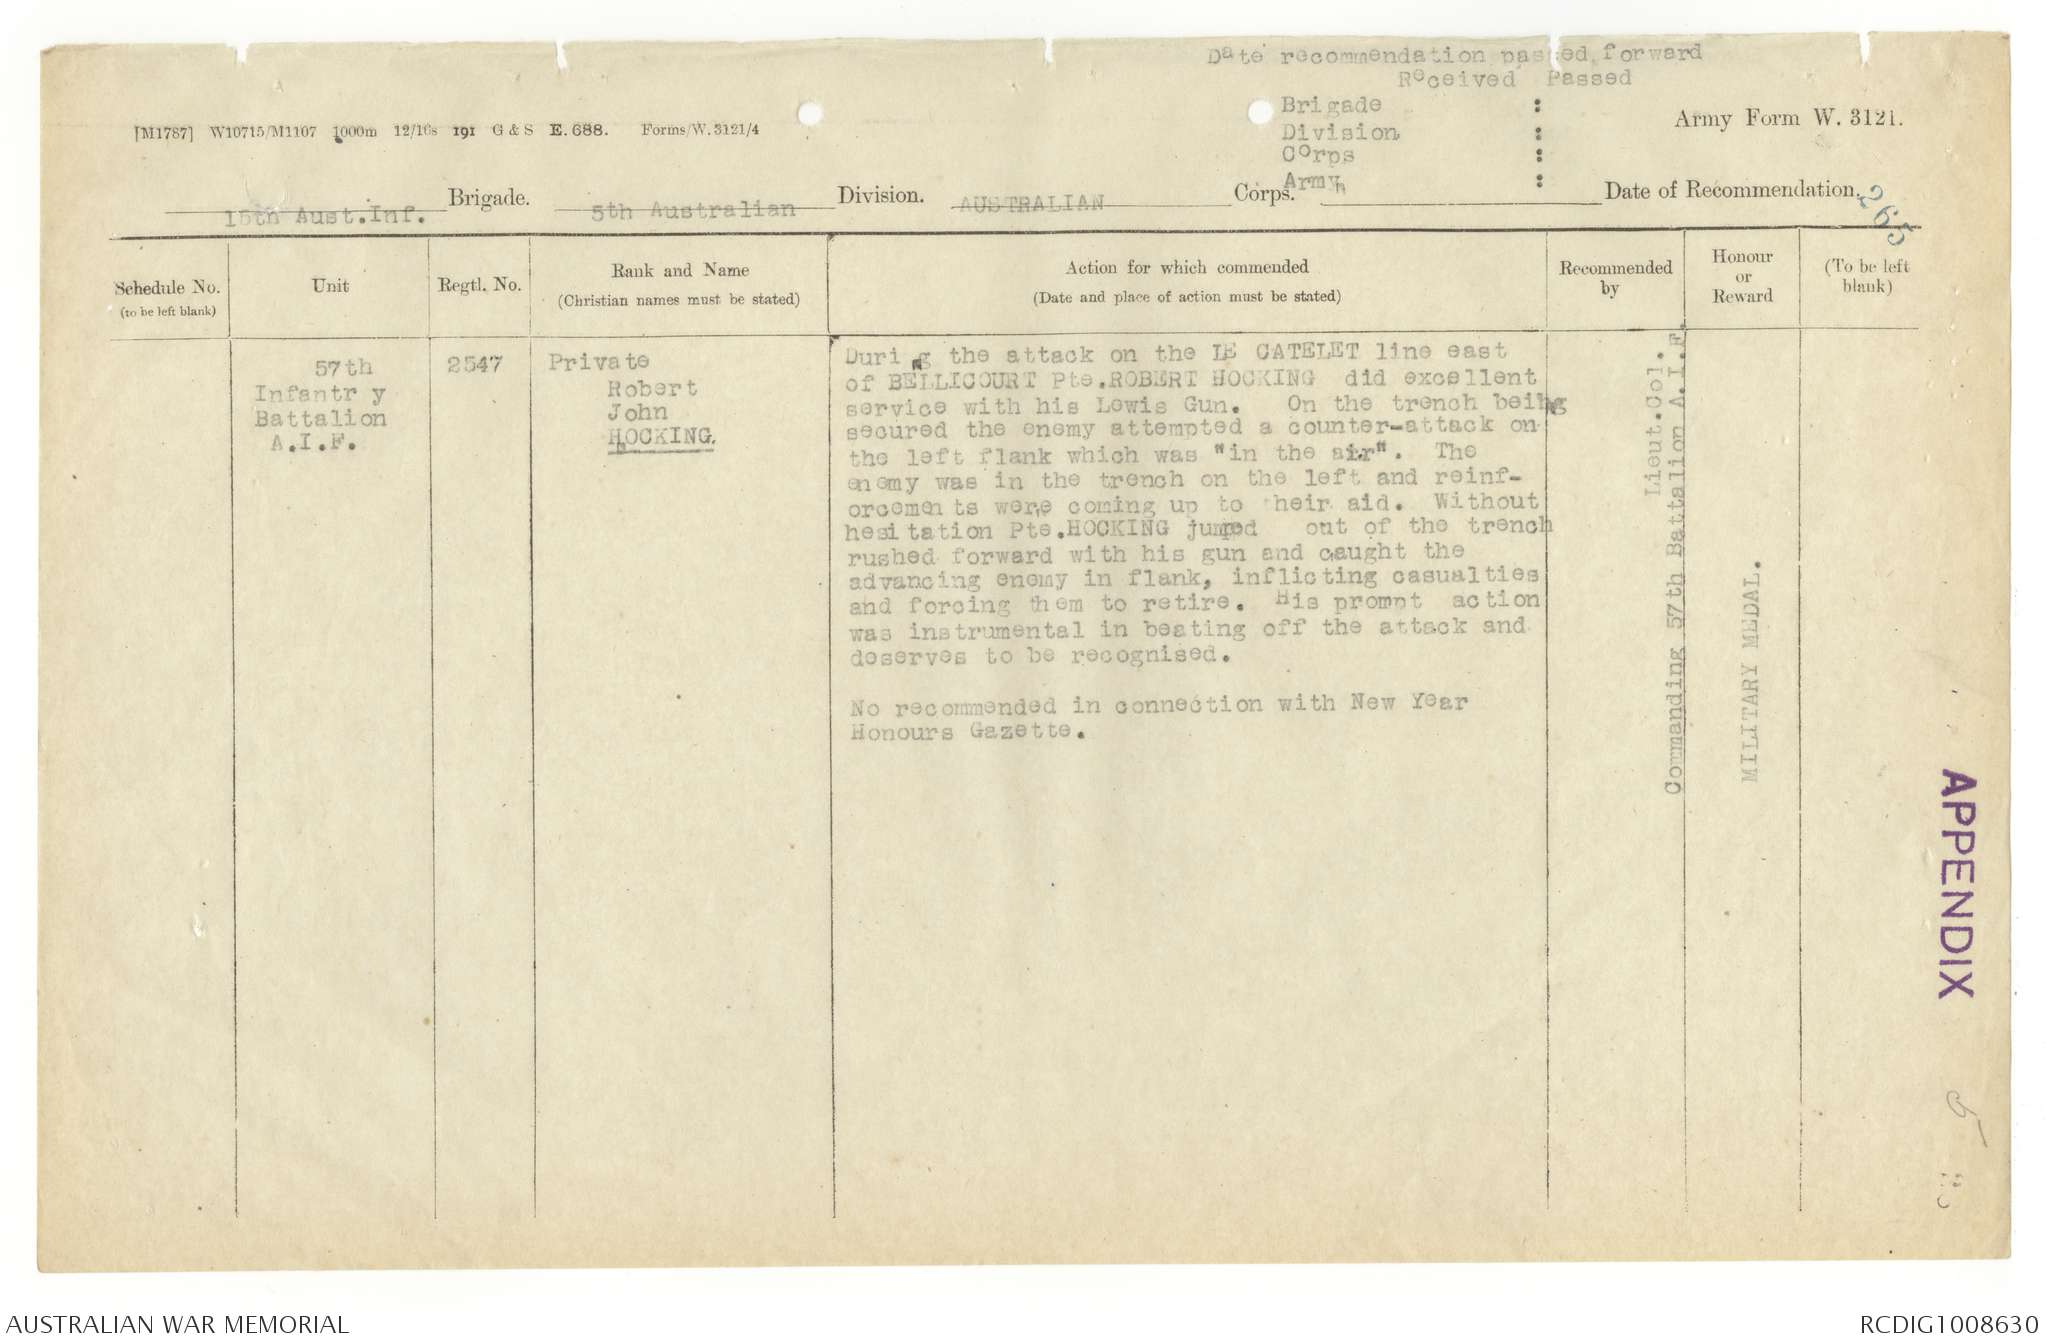 Date recommendation passed forward
Received Passed
Brigade :
Division :
Corps :
Army :
[M1787] W10715/M1107 1000m 12/16s 191 G & S E. 688. Forms/W. 3121/4
Army Form W. 3121.
15th Aust.Inf. Brigade. 5th Australian Division. AUSTRALIAN Corps. Date of Recommendation.
265
Schedule No.
(to be left blank)
Unit
Regtl. No.
Rank and Name
(Christian names must be stated)
Action for which commended
(Date and place of action must be stated)
Recommended
by
Honour
or
Reward
(To be left
blank)
57th
Infantry
Battalion
A.I.F.
2547
Private
Robert
John
HOCKING.
During the attack on the LE CATELET line east
of BELLICOURT Pte.ROBERT HOCKING did excellent
service with his Lewis Gun. On the trench being
secured the enemy attempted a counter-attack on
the left flank which was "in the air". The
enemy was in the trench on the left and reinf-
orcements were coming up to their aid. Without
hesitation Pte.HOCKING jumped out of the trench
rushed forward with his gun and caught the
advancing enemy in flank, inflicting casualties
and forcing them to retire. His prompt action
was instrumental in beating off the attack and
deserves to be recognised.
No recommended in connection with New Year
Honours Gazette.
Lieut.Col.
Commanding 57th Battalion A.I.F.
MILITARY MEDAL.
APPENDIX
AUSTRALIAN WAR MEMORIAL
RCDIG1008630